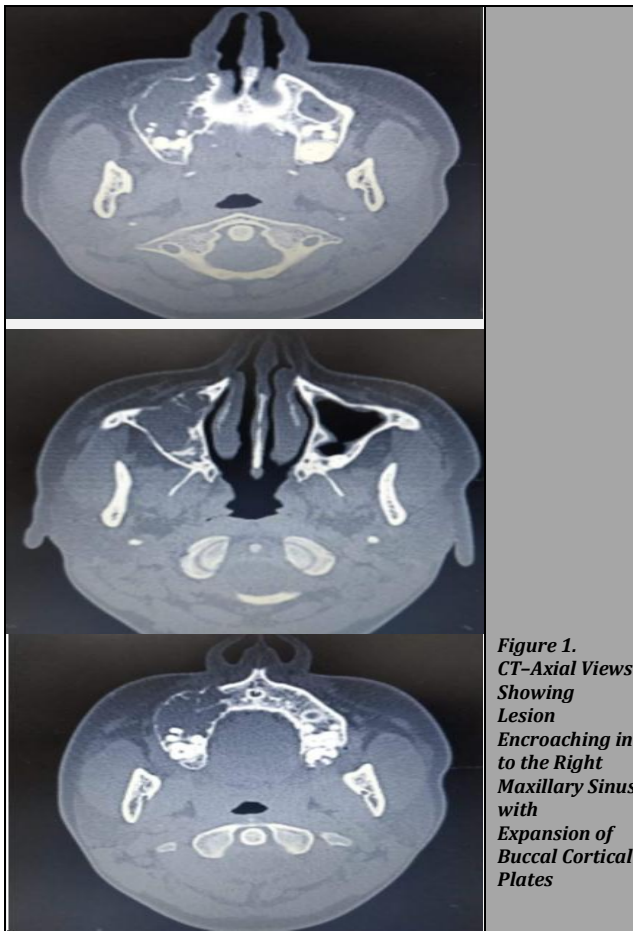 Figure 1.
CT–Axial Views
Showing
Lesion
Encroaching in
to the Right
Maxillary Sinus
with
Expansion of
Buccal Cortical
Plates